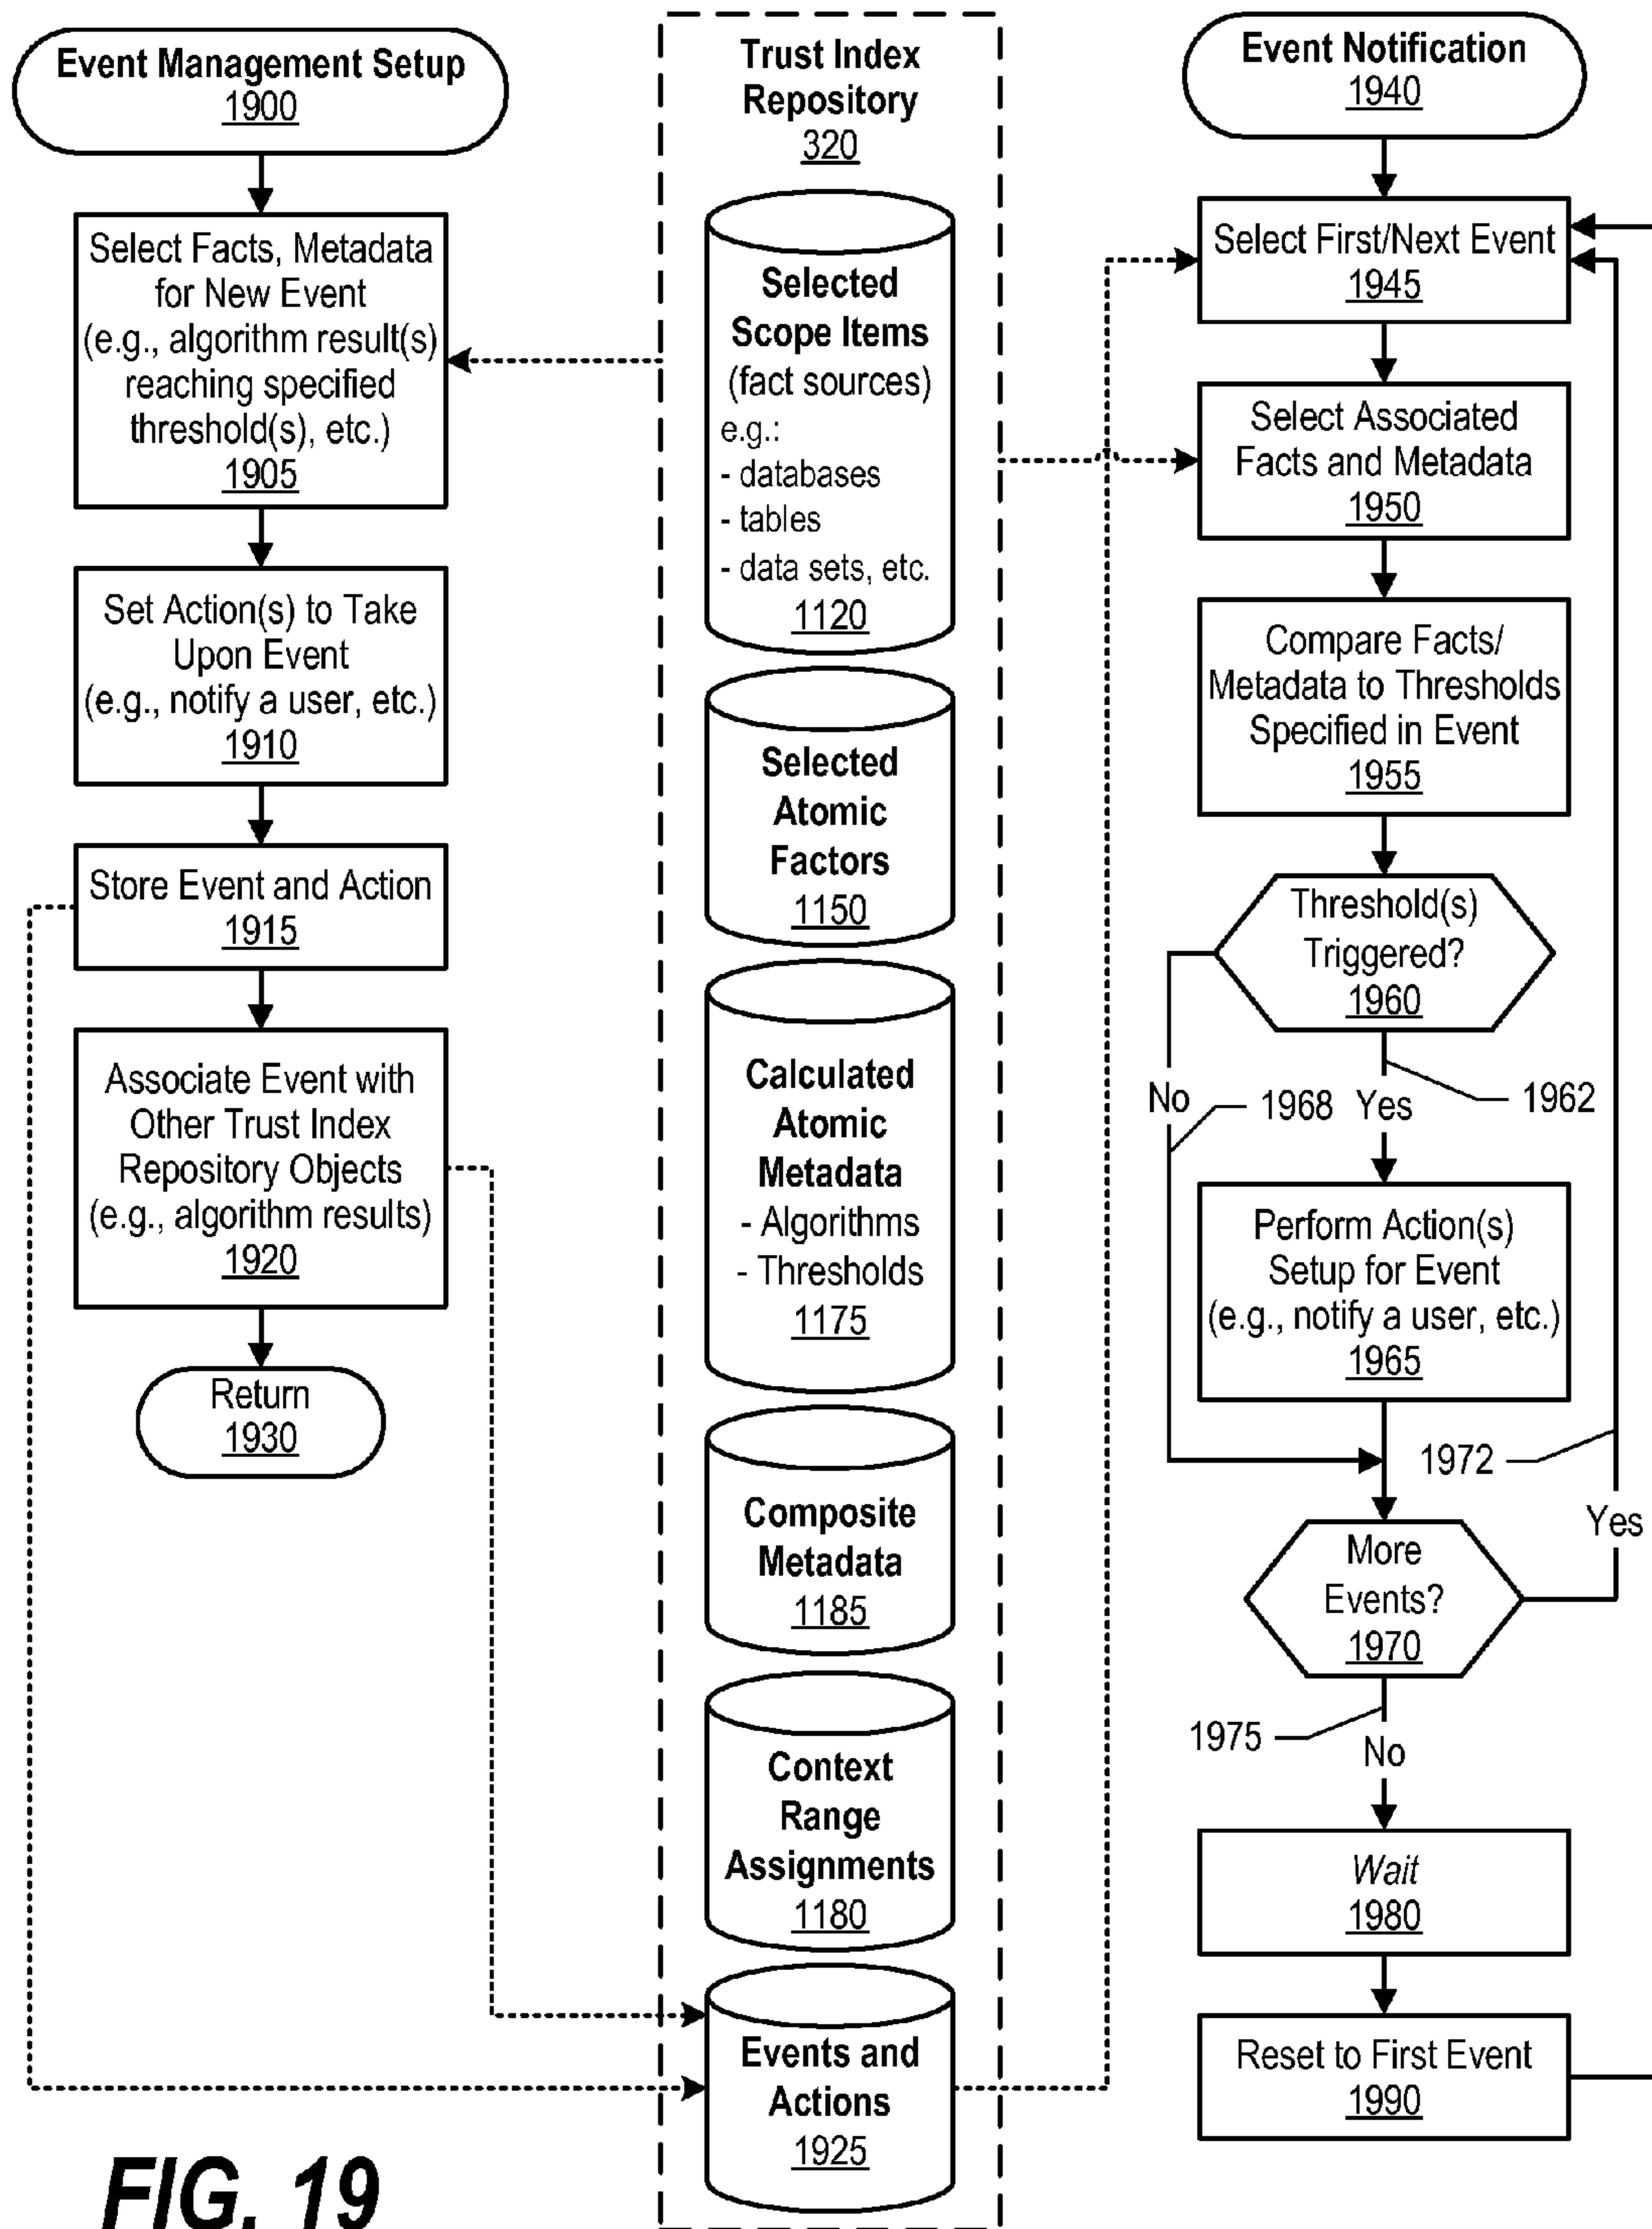 Event Management Setup
1900
Select Facts, Metadata
for New Event
(e.g., algorithm result(s)
reaching specified
threshold(s), etc.)
1905
Set Action(s) to Take
Upon Event
(e.g., notify a user, etc.)
1910
Store Event and Action
1915
Associate Event with
Other Trust Index
Repository Objects
(e.g., algorithm results)
1920
Return
1930
Trust Index
Repository
320
Selected
Scope Items
(fact sources)
e.g.:
- databases
- tables
- data sets, etc.
1120
Selected
Atomic
Factors
1150
Calculated
Atomic
Metadata
- Algorithms
- Thresholds
1175
Composite
Metadata
1185
Context
Range
Assignments
1180
Events and
Actions
1925
Event Notification
1940
Select First/Next Event
1945
Select Associated
Facts and Metadata
1950
Compare Facts/
Metadata to Thresholds
Specified in Event
1955
Threshold(s)
Triggered?
1960
No
1968
Yes
1962
Perform Action(s)
Setup for Event
(e.g., notify a user, etc.)
1965
1972
Yes
More
Events?
1970
1975
No
Wait
1980
Reset to First Event
1990
FIG. 19